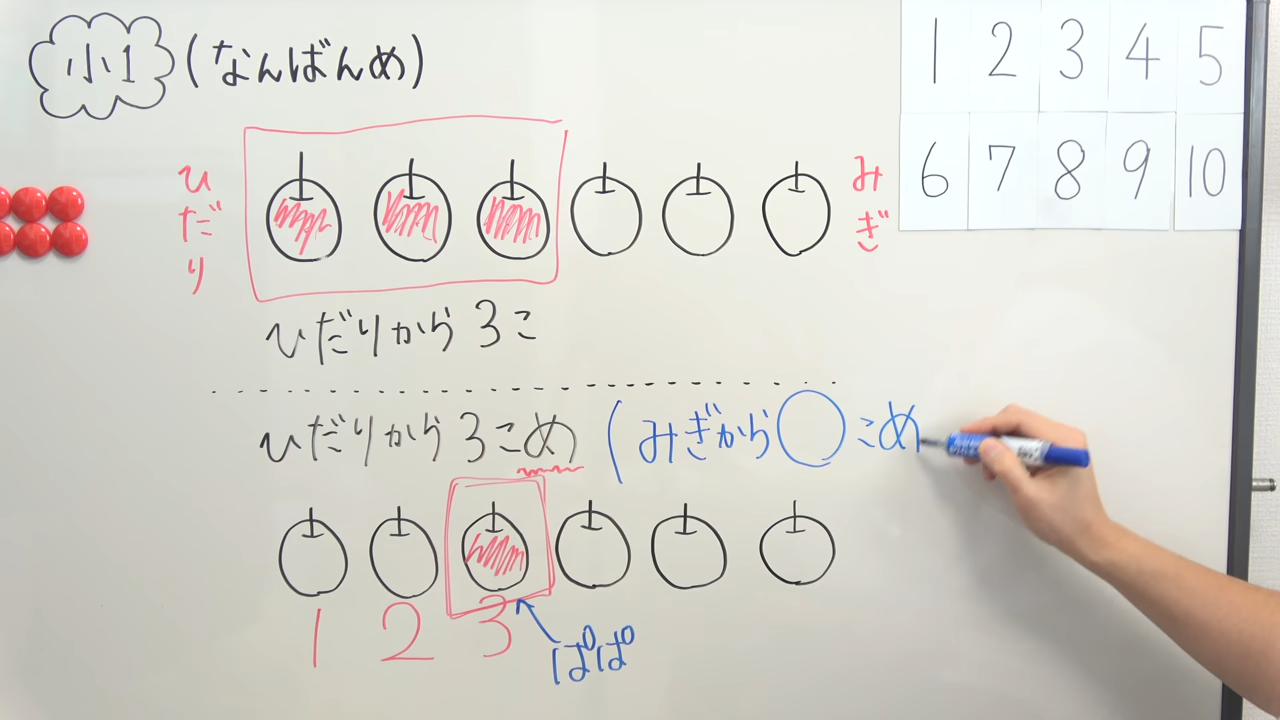 小1 (なんばんめ)
1 2 3 4 5
6 7 8 9 10
ひだり
みぎ
ひだりから3こ
ひだりから3こめ (みぎから◯こめ
1 2 3
ぱぱ